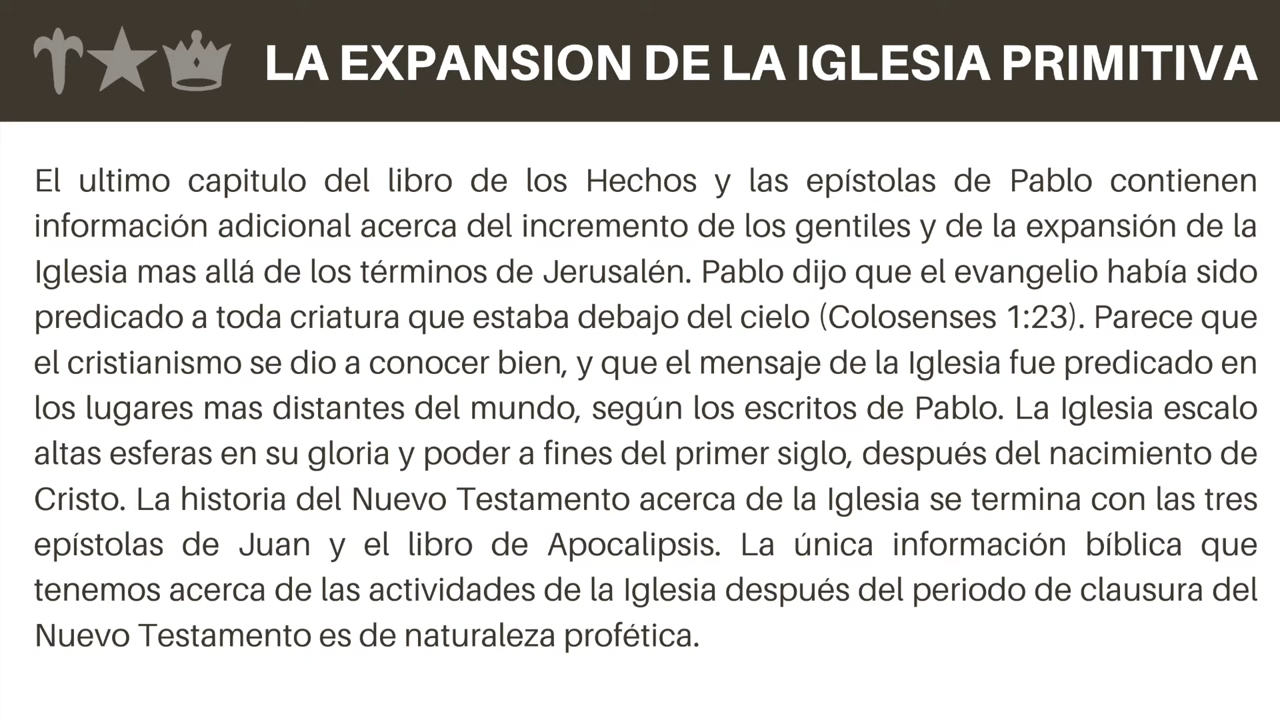 LA EXPANSION DE LA IGLESIA PRIMITIVA
El ultimo capitulo del libro de los Hechos y las epístolas de Pablo contienen
información adicional acerca del incremento de los gentiles y de la expansión de la
Iglesia mas allá de los términos de Jerusalén. Pablo dijo que el evangelio había sido
predicado a toda criatura que estaba debajo del cielo (Colosenses 1:23). Parece que
el cristianismo se dio a conocer bien, y que el mensaje de la Iglesia fue predicado en
los lugares mas distantes del mundo, según los escritos de Pablo. La Iglesia escalo
altas esferas en su gloria y poder a fines del primer siglo, después del nacimiento de
Cristo. La historia del Nuevo Testamento acerca de la Iglesia se termina con las tres
epístolas de Juan y el libro de Apocalipsis. La única información bíblica que
tenemos acerca de las actividades de la Iglesia después del periodo de clausura del
Nuevo Testamento es de naturaleza profética.